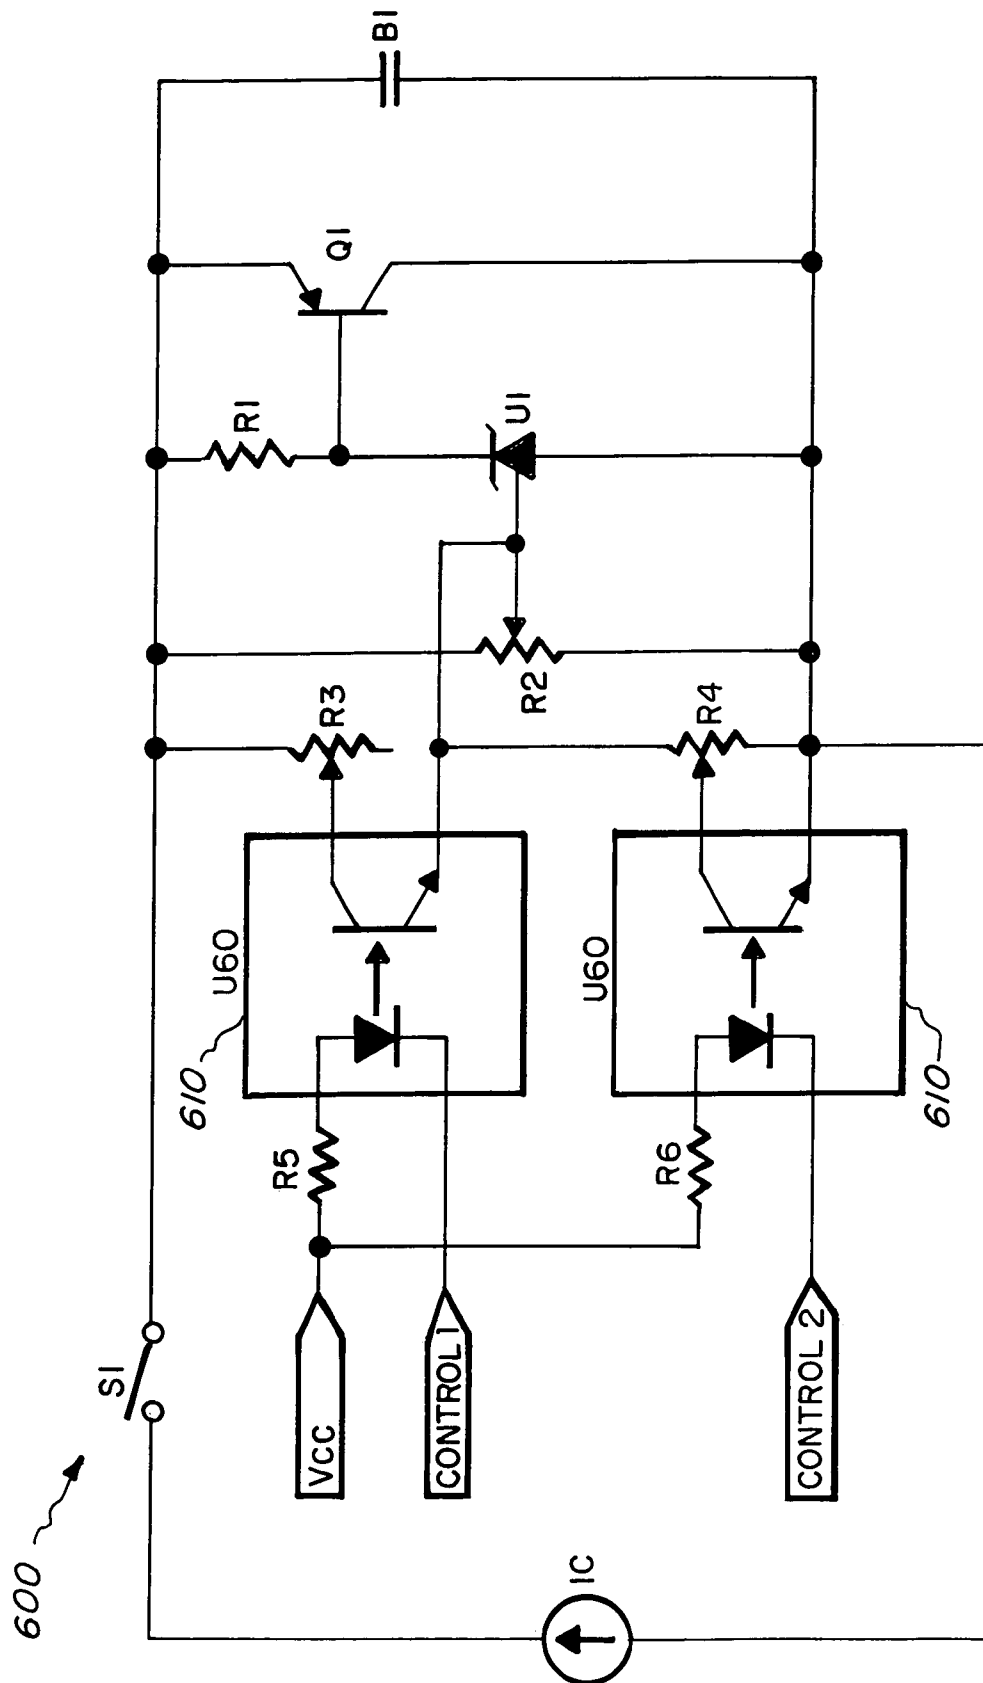 600
S1
IC
VCC
CONTROL 1
CONTROL 2
R5
R6
610
U60
610
U60
R3
R4
R2
R1
U1
Q1
B1